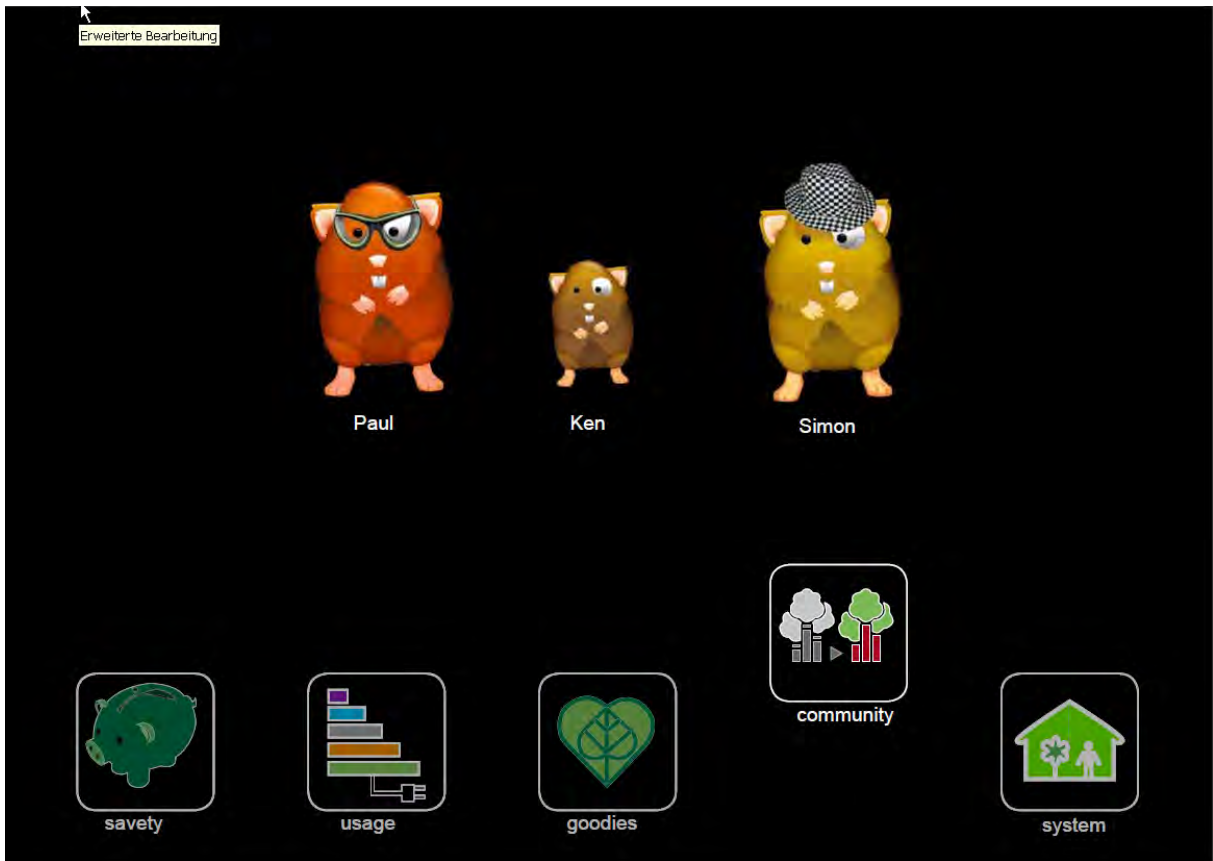 Erweiterte Bearbeitung
Paul
Ken
Simon
community
savety
usage
goodies
system